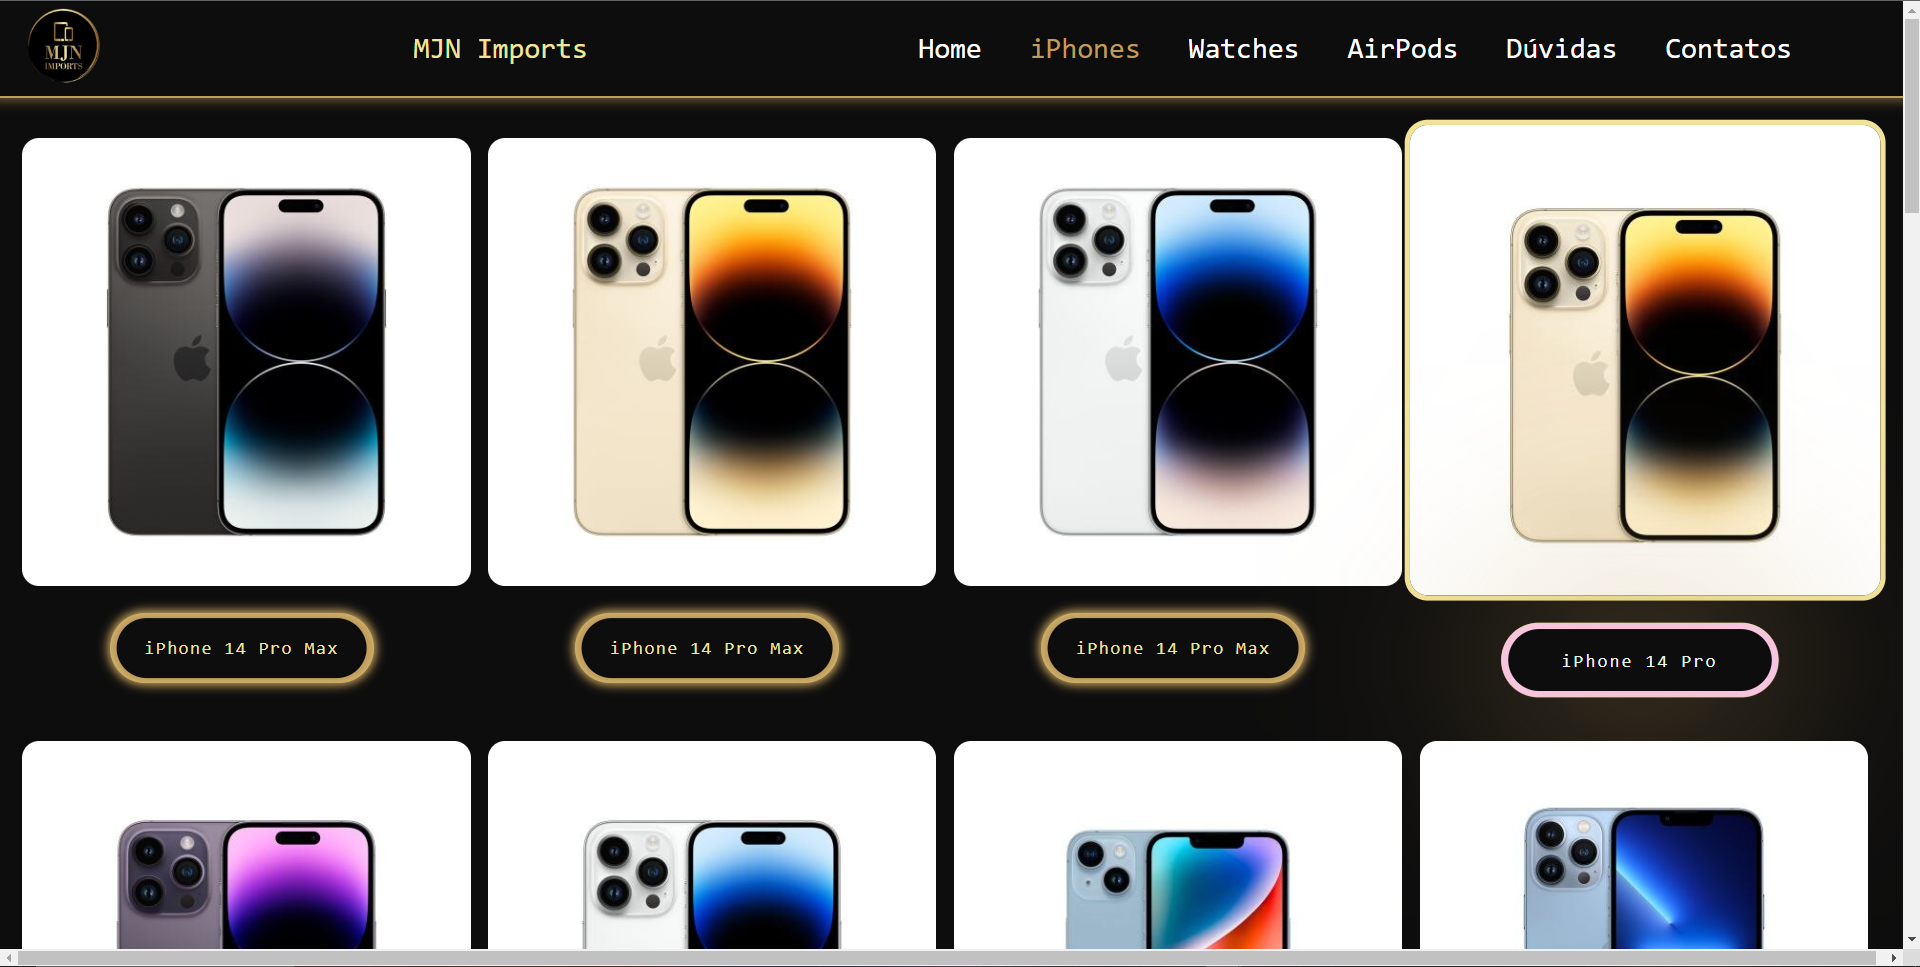 MJN
IMPORTS
MJN Imports
Home iPhones Watches AirPods Dúvidas Contatos
iPhone 14 Pro Max
iPhone 14 Pro Max
iPhone 14 Pro Max
iPhone 14 Pro